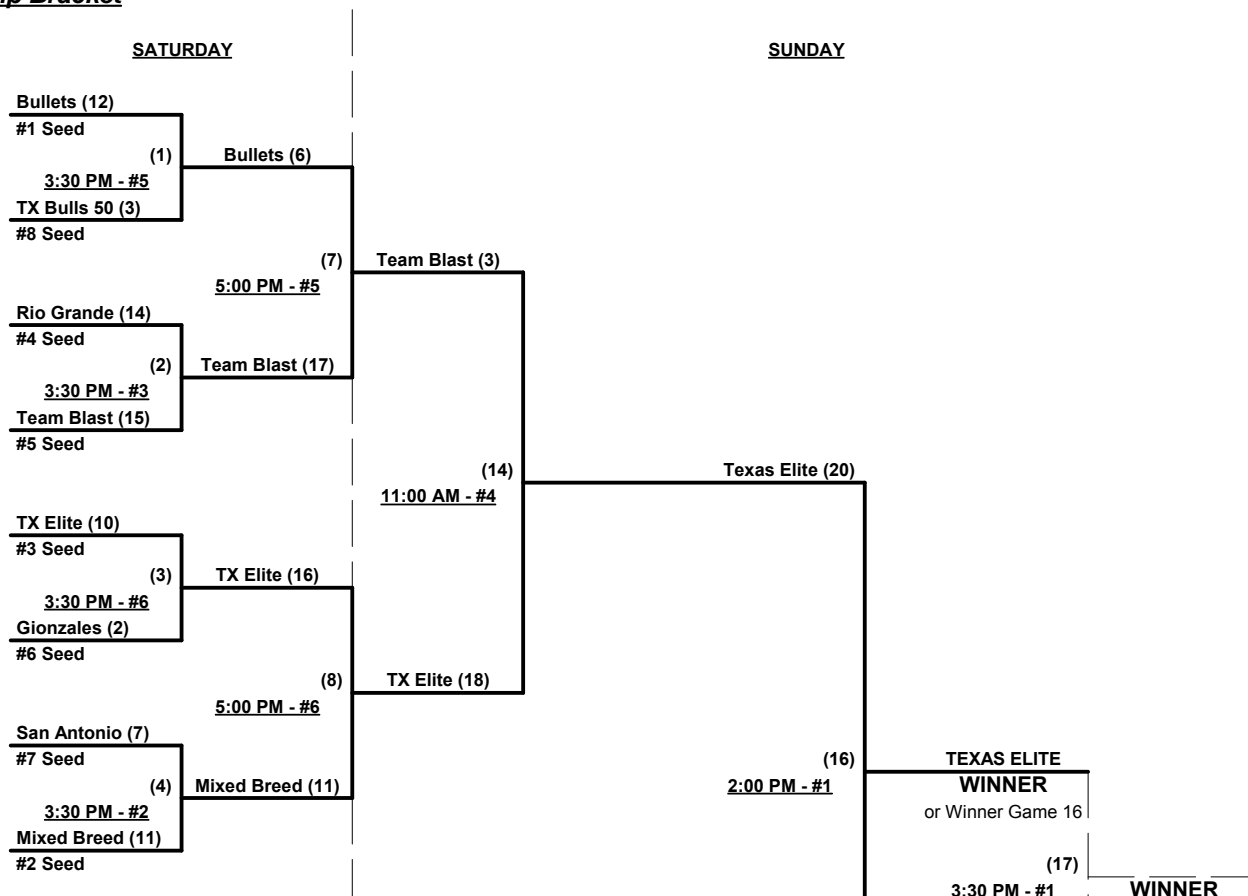 SATURDAY
SUNDAY
Bullets (12)
#1 Seed
(1)
Bullets (6)
3:30 PM - #5
TX Bulls 50 (3)
#8 Seed
(7)
Team Blast (3)
5:00 PM - #5
Rio Grande (14)
#4 Seed
(2)
Team Blast (17)
3:30 PM - #3
Team Blast (15)
#5 Seed
(14)
Texas Elite (20)
11:00 AM - #4
TX Elite (10)
#3 Seed
(3)
TX Elite (16)
3:30 PM - #6
Gionzales (2)
#6 Seed
(8)
TX Elite (18)
5:00 PM - #6
San Antonio (7)
#7 Seed
(4)
Mixed Breed (11)
3:30 PM - #2
Mixed Breed (11)
#2 Seed
(16)
TEXAS ELITE
2:00 PM - #1
WINNER
or Winner Game 16
(17)
3:30 PM - #1
WINNER